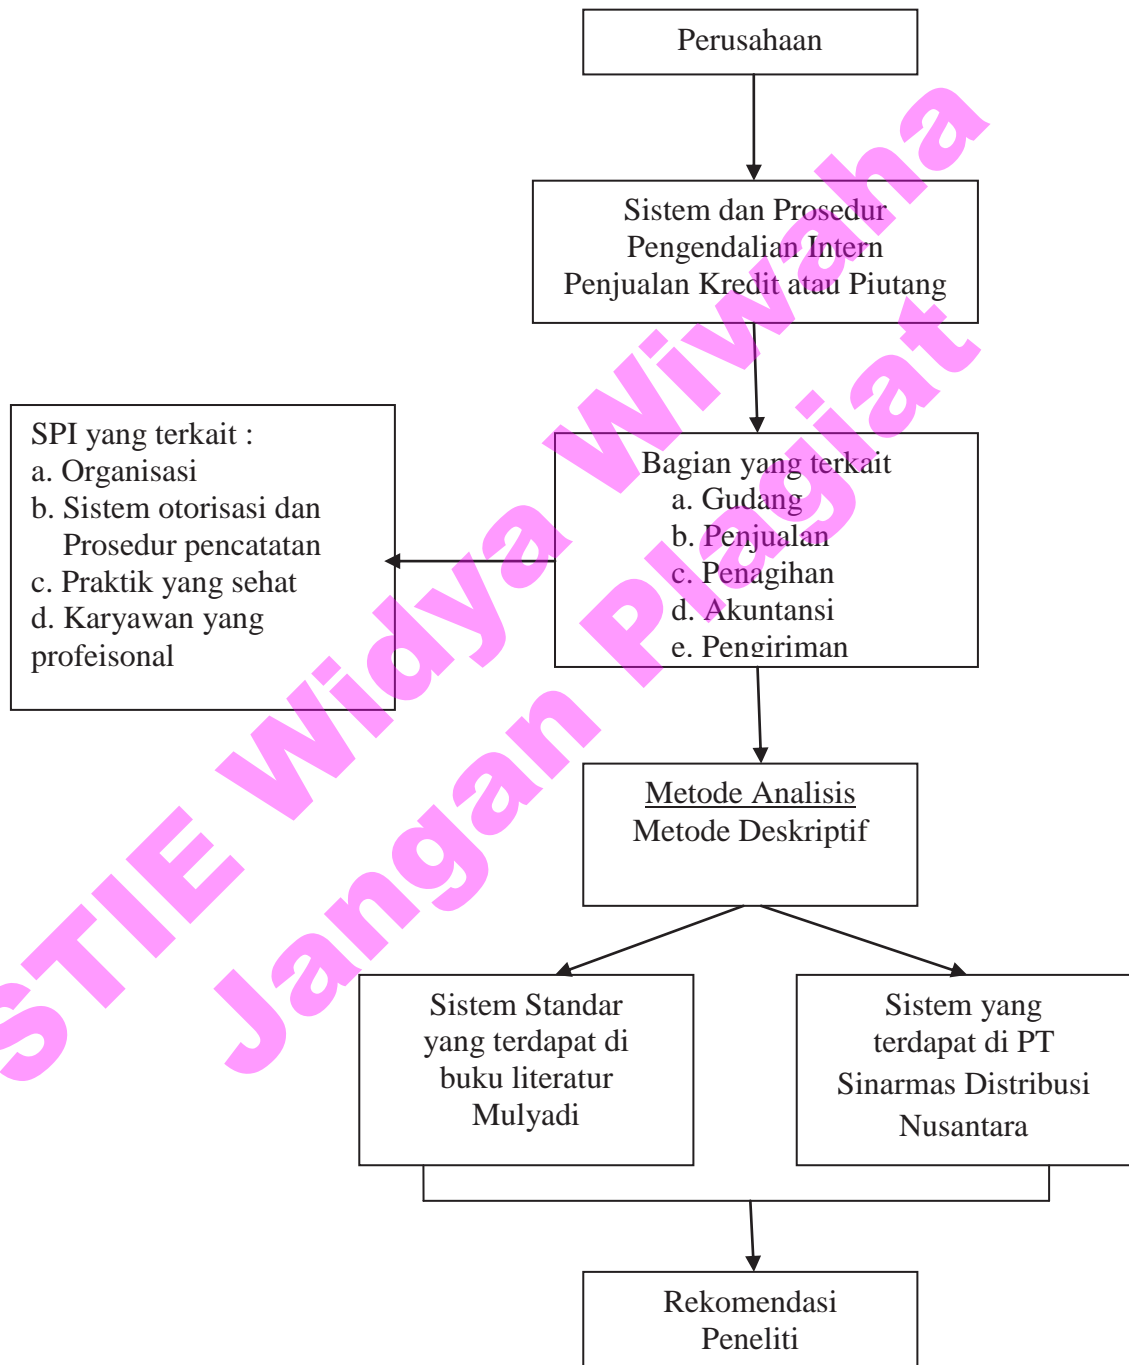 Perusahaan
Sistem dan Prosedur
Pengendalian Intern
Penjualan Kredit atau Piutang
SPI yang terkait :
a. Organisasi
b. Sistem otorisasi dan
Prosedur pencatatan
c. Praktik yang sehat
d. Karyawan yang
profeisonal
Bagian yang terkait
a. Gudang
b. Penjualan
c. Penagihan
d. Akuntansi
e. Pengiriman
Metode Analisis
Metode Deskriptif
Sistem Standar
yang terdapat di
buku literatur
Mulyadi
Sistem yang
terdapat di PT
Sinarmas Distribusi
Nusantara
Rekomendasi
Peneliti
STIE Widya Wiwaha
Jangan Plagiat